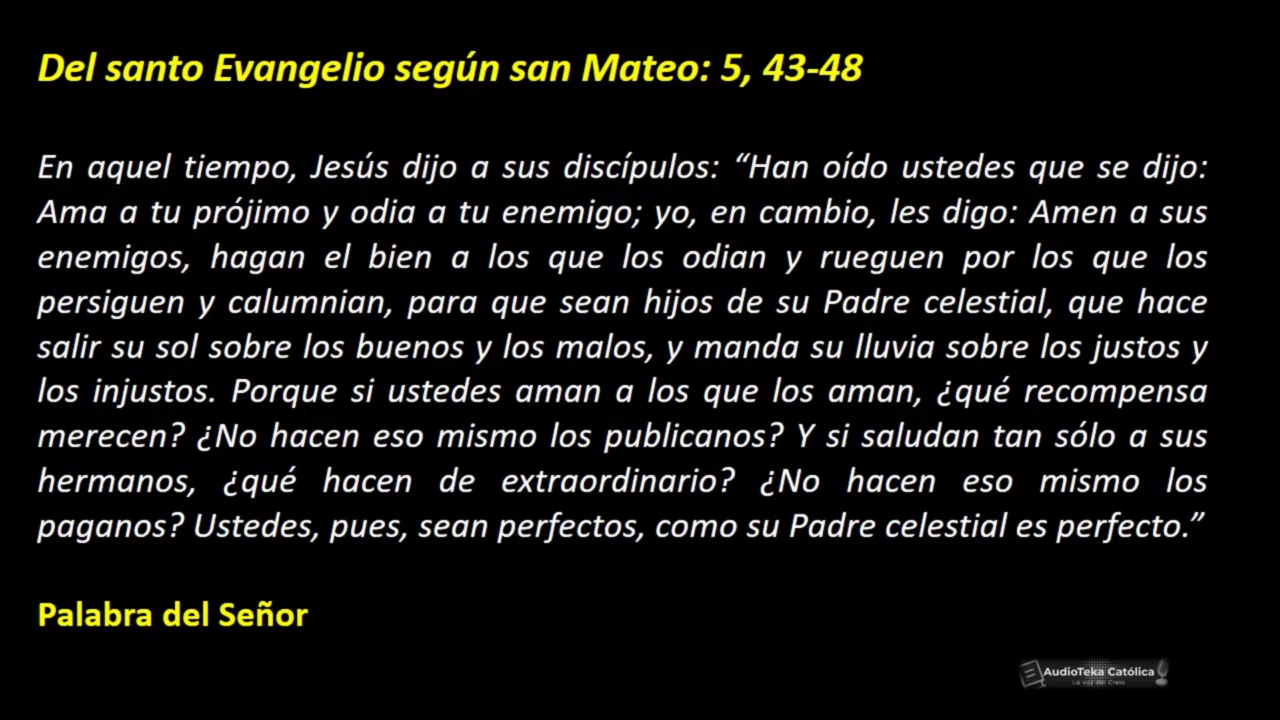 Del santo Evangelio según san Mateo: 5, 43-48
En aquel tiempo, Jesús dijo a sus discípulos: “Han oído ustedes que se dijo:
Ama a tu prójimo y odia a tu enemigo; yo, en cambio, les digo: Amen a sus
enemigos, hagan el bien a los que los odian y rueguen por los que los
persiguen y calumnian, para que sean hijos de su Padre celestial, que hace
salir su sol sobre los buenos y los malos, y manda su lluvia sobre los justos y
los injustos. Porque si ustedes aman a los que los aman, ¿qué recompensa
merecen? ¿No hacen eso mismo los publicanos? Y si saludan tan sólo a sus
hermanos, ¿qué hacen de extraordinario? ¿No hacen eso mismo los
paganos? Ustedes, pues, sean perfectos, como su Padre celestial es perfecto.”
Palabra del Señor
AudioTeka Católica
La voz del Cielo